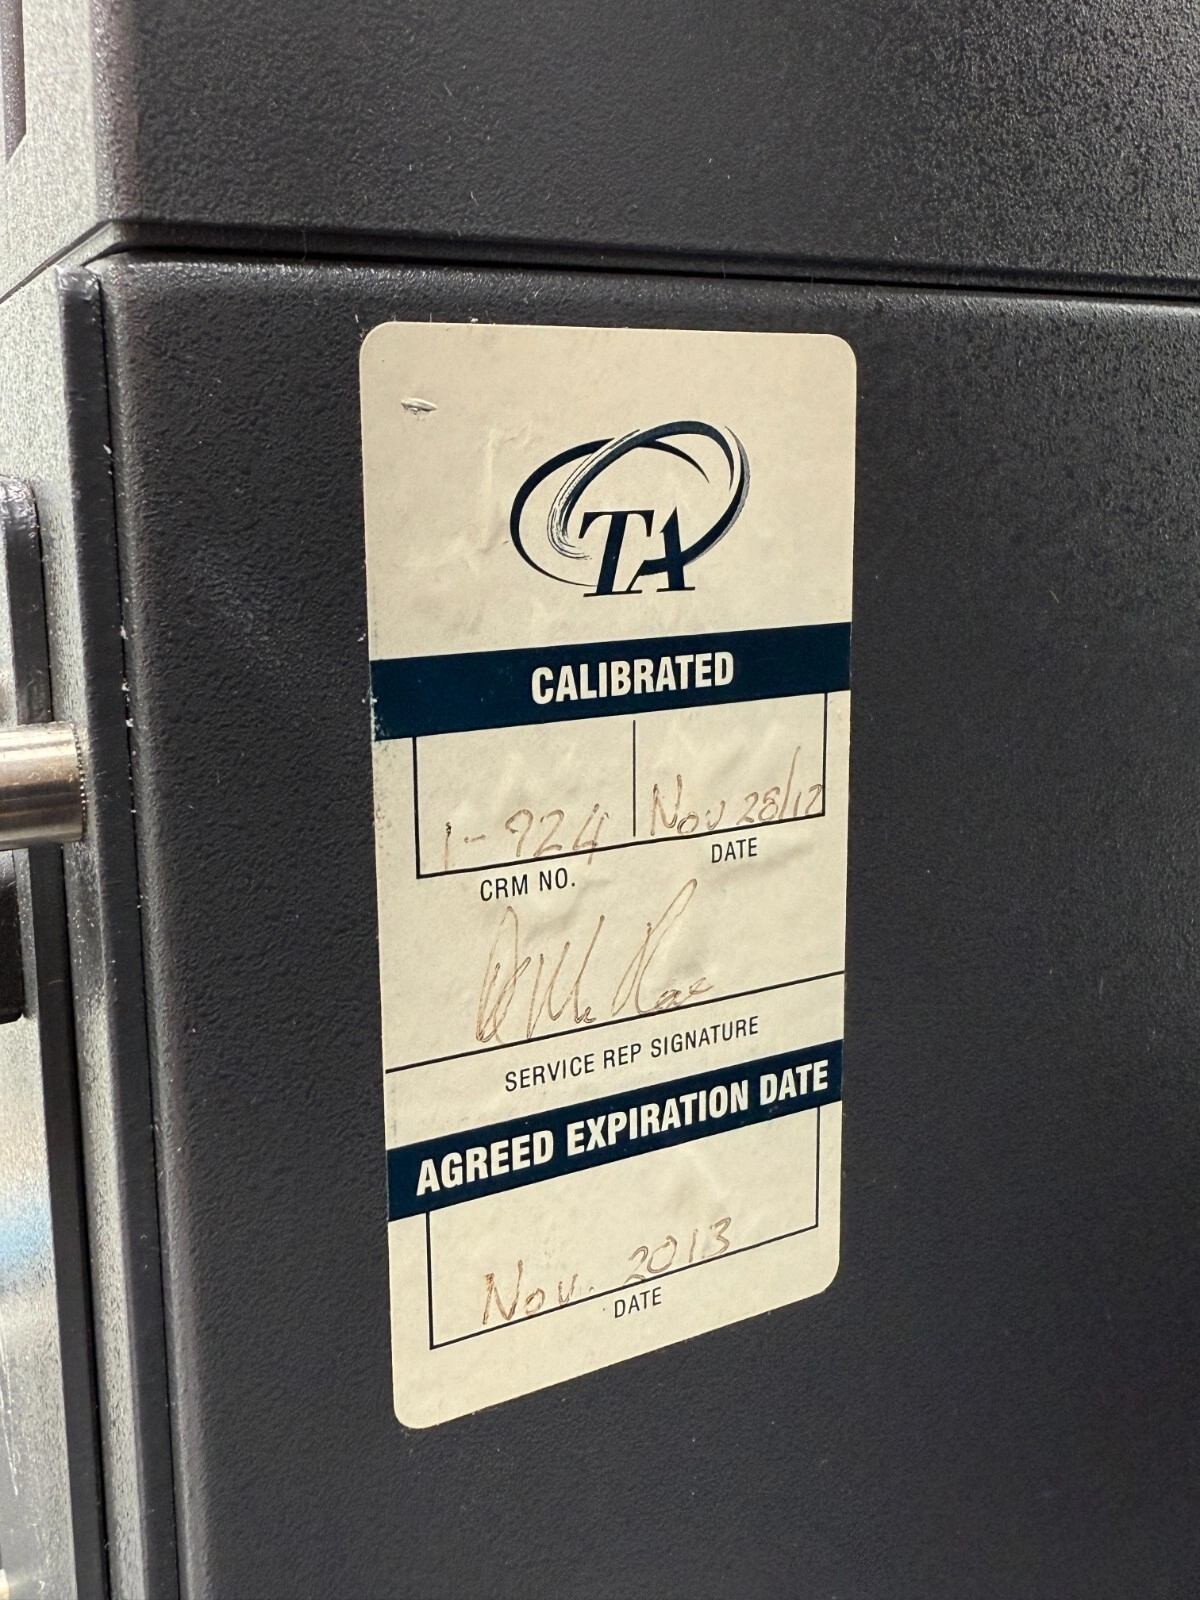 TA
CALIBRATED
1-924 Nov 28/12
CRM NO. DATE
SERVICE REP SIGNATURE
AGREED EXPIRATION DATE
Nov. 2013
DATE